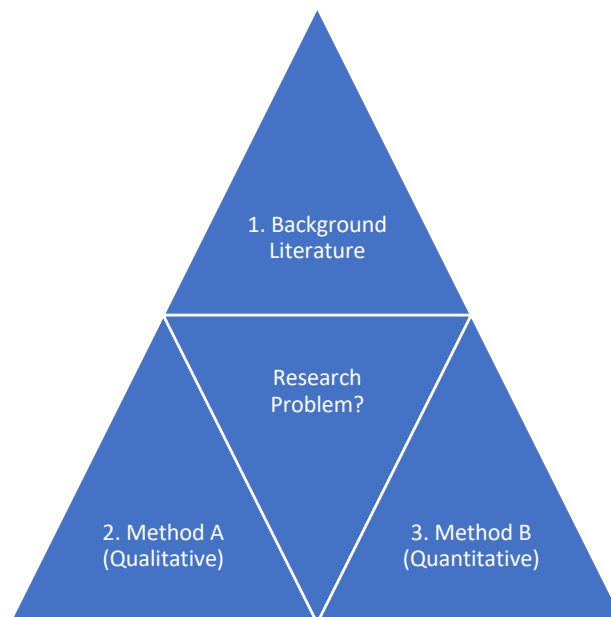 1. Background
Literature
Research
Problem?
2. Method A
(Qualitative)
3. Method B
(Quantitative)